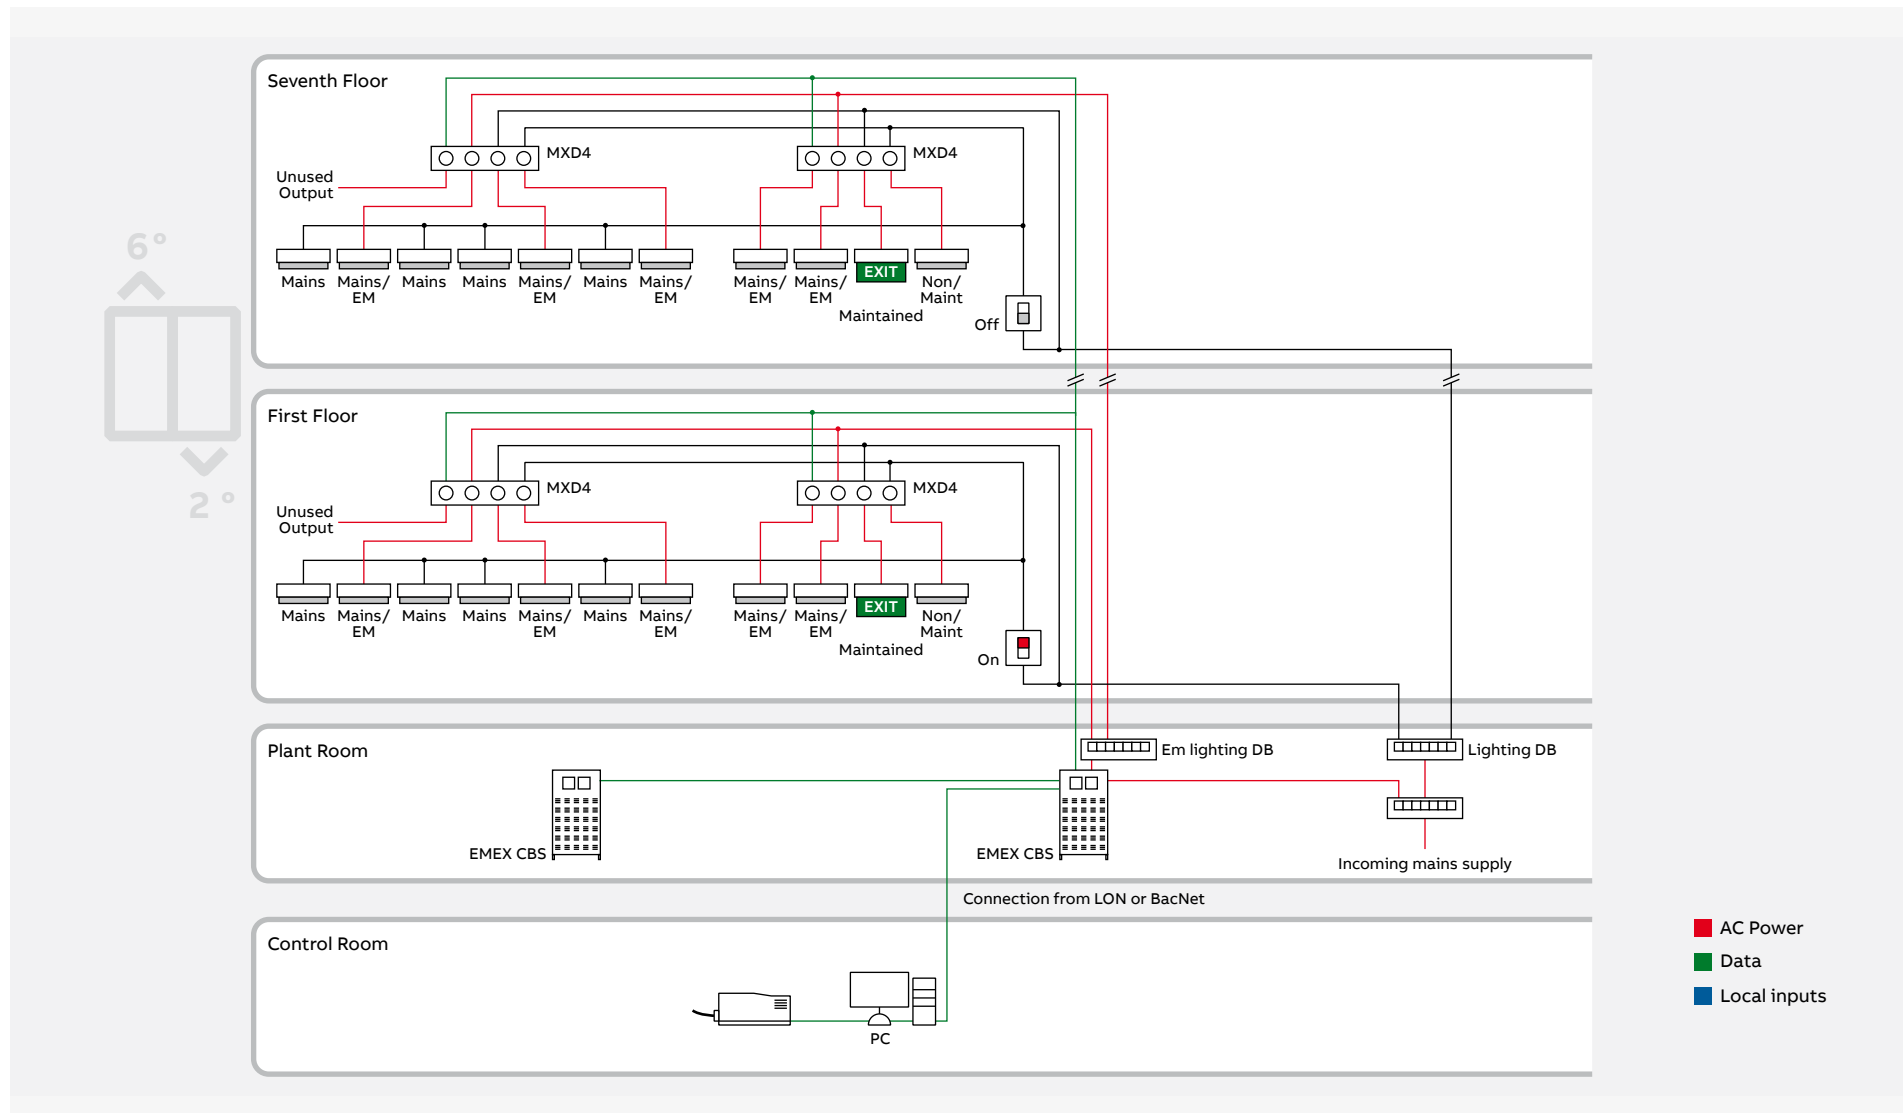 Seventh Floor
MXD4
MXD4
Unused
Output
6°
Mains
Mains/
EM
Mains
Mains
Mains/
EM
Mains
Mains/
EM
Mains/
EM
Mains/
EM
EXIT
Maintained
Non/
Maint
Off
First Floor
MXD4
MXD4
Unused
Output
2°
Mains
Mains/
EM
Mains
Mains
Mains/
EM
Mains
Mains/
EM
Mains/
EM
Mains/
EM
EXIT
Maintained
Non/
Maint
On
Plant Room
Em lighting DB
Lighting DB
EMEX CBS
EMEX CBS
Incoming mains supply
Connection from LON or BacNet
Control Room
PC
AC Power
Data
Local inputs